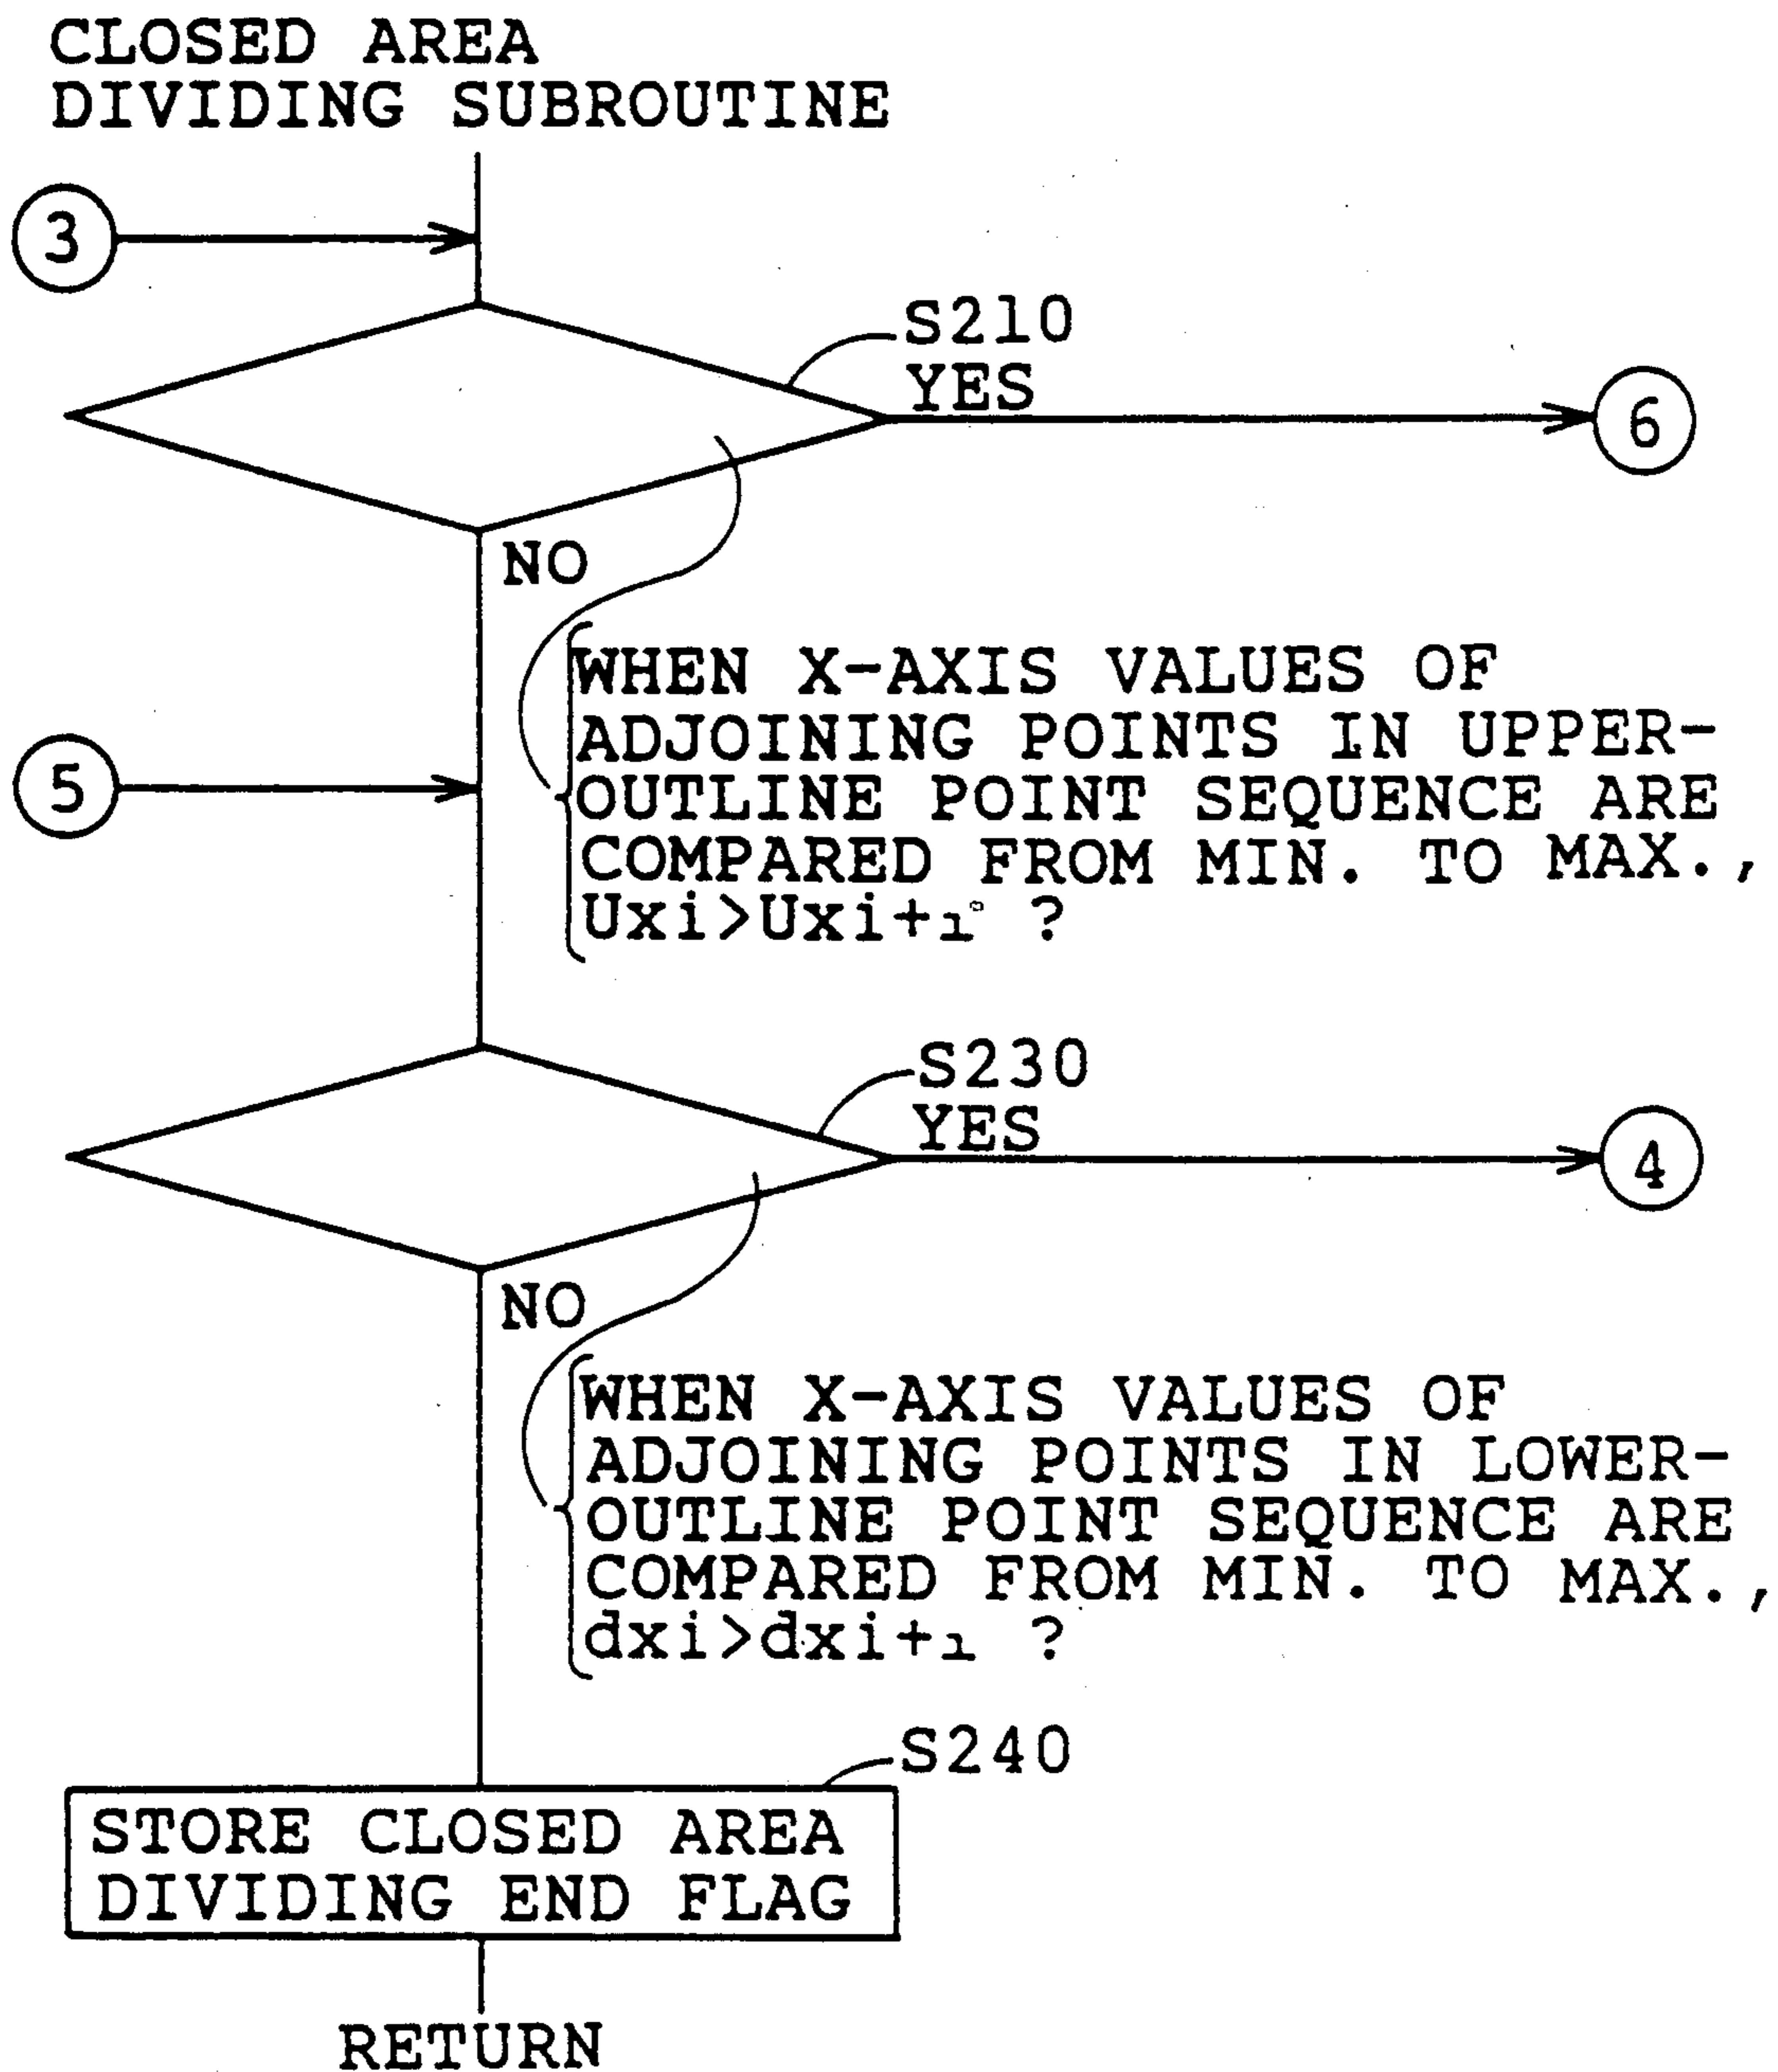 CLOSED AREA
DIVIDING SUBROUTINE
3
S210
YES
6
NO
WHEN X-AXIS VALUES OF
ADJOINING POINTS IN UPPER-
OUTLINE POINT SEQUENCE ARE
COMPARED FROM MIN. TO MAX.,
Uxi>Uxi+1 ?
5
S230
YES
4
NO
WHEN X-AXIS VALUES OF
ADJOINING POINTS IN LOWER-
OUTLINE POINT SEQUENCE ARE
COMPARED FROM MIN. TO MAX.,
dxi>dxi+1 ?
S240
STORE CLOSED AREA
DIVIDING END FLAG
RETURN